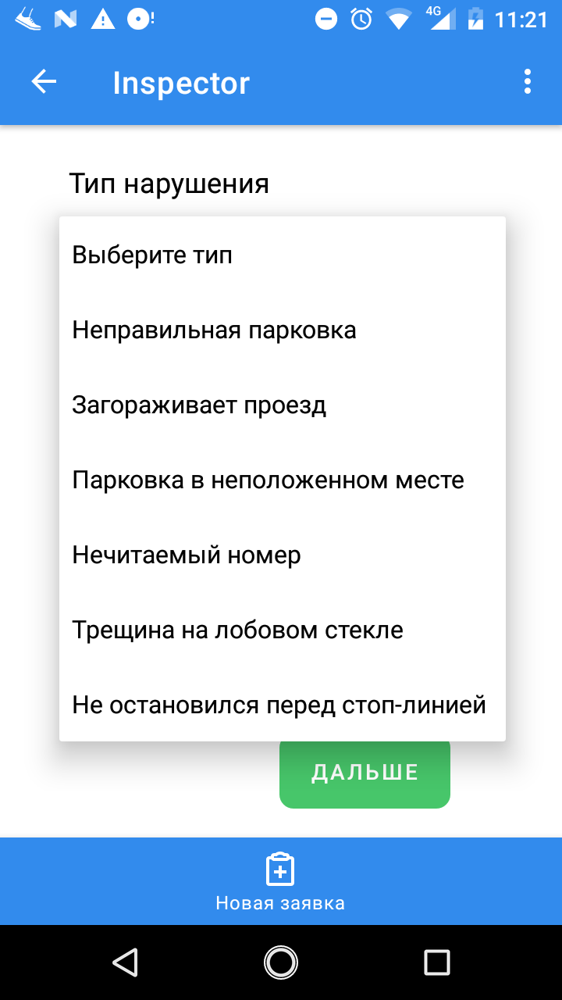 4G 11:21
Inspector
Тип нарушения
Выберите тип
Неправильная парковка
Загораживает проезд
Парковка в неположенном месте
Нечитаемый номер
Трещина на лобовом стекле
Не остановился перед стоп-линией
ДАЛЬШЕ
Новая заявка